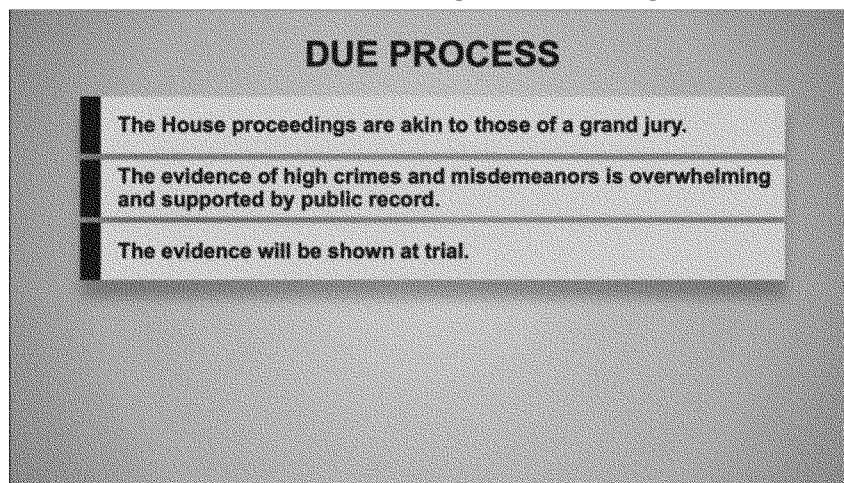 DUE PROCESS
The House proceedings are akin to those of a grand jury.
The evidence of high crimes and misdemeanors is overwhelming
and supported by public record.
The evidence will be shown at trial.